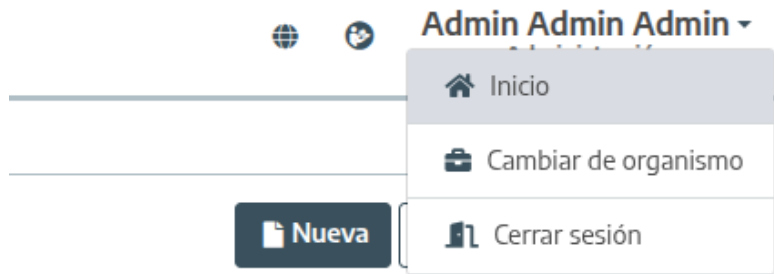 Admin Admin Admin
Inicio
Cambiar de organismo
Nueva
Cerrar sesión